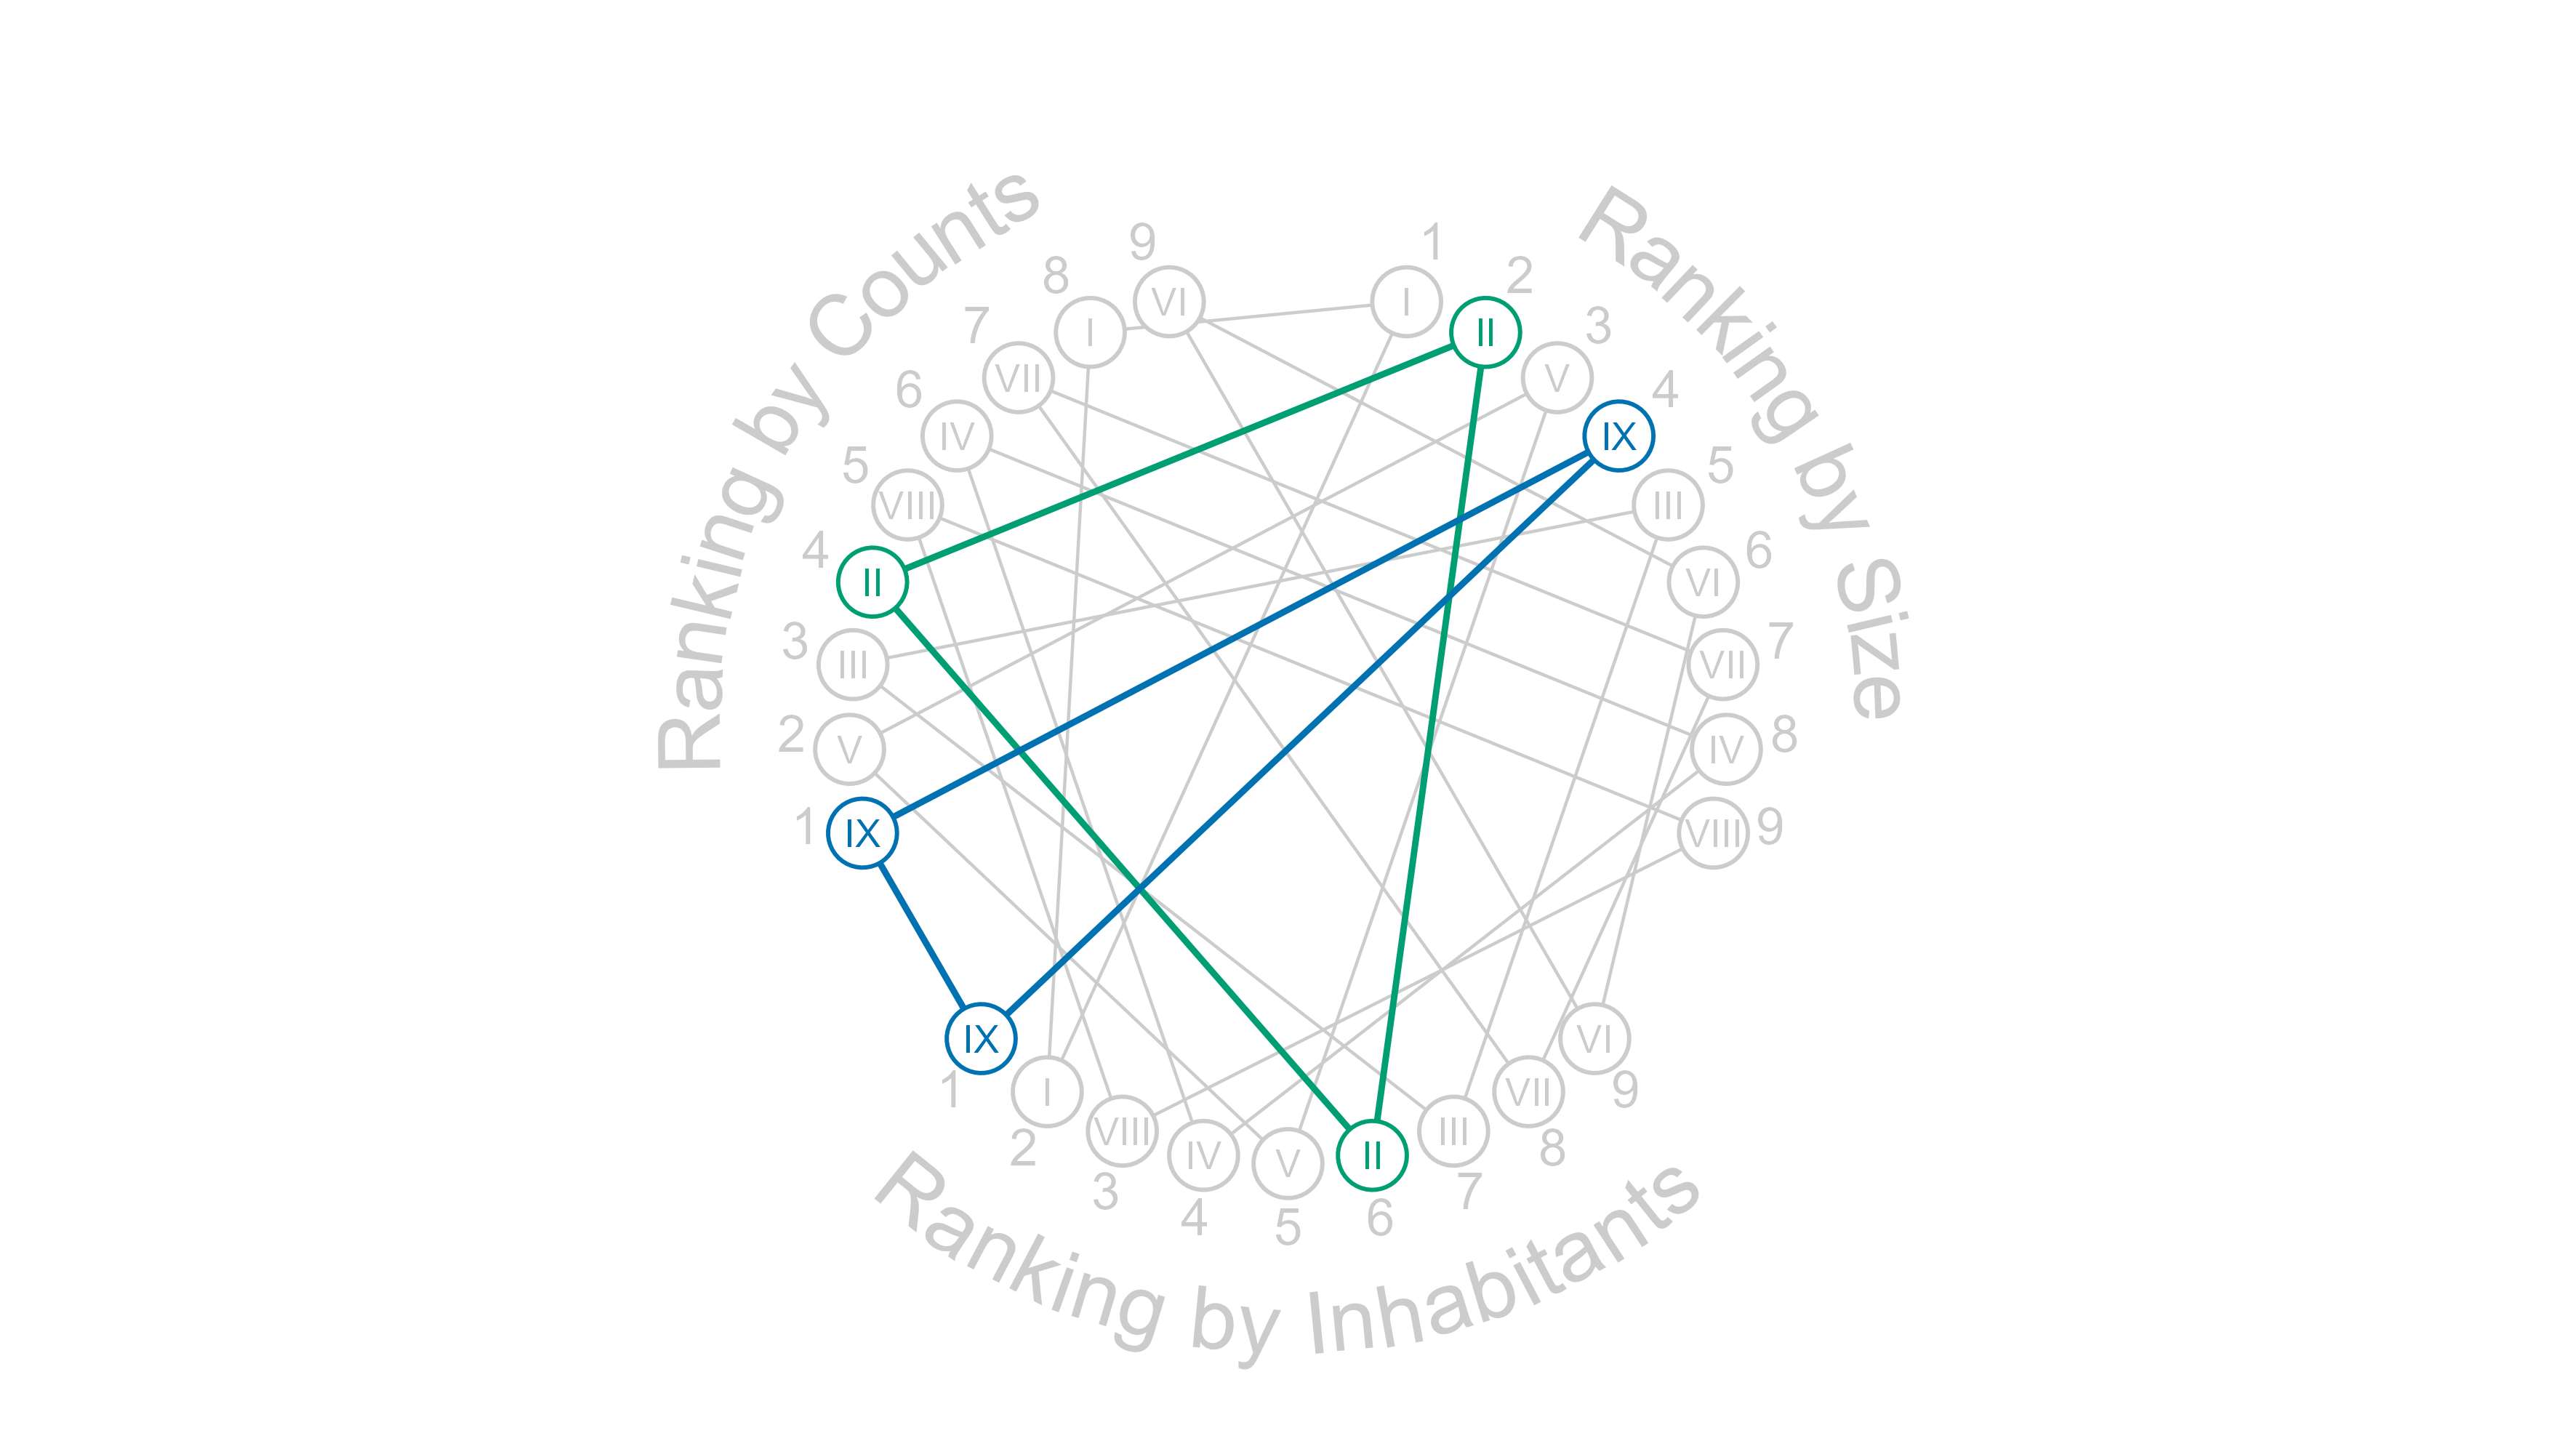 Ranking by Counts
Ranking by Size
Ranking by Inhabitants
1 IX
2 V
3 III
4 II
5 VIII
6 IV
7 VII
8 I
9 VI
1 I
2 II
3 V
4 IX
5 III
6 VI
7 VII
8 IV
9 VIII
1 IX
2 I
3 VIII
4 IV
5 V
6 II
7 III
8 VII
9 VI